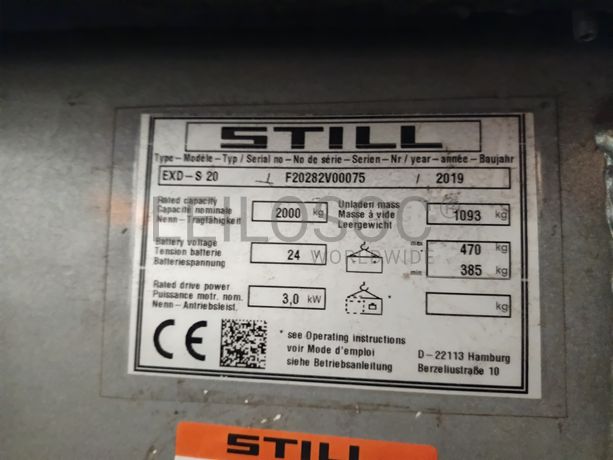 STILL
Type – Modèle – Typ / Serial no – No de série – Serien – Nr / year – année – Baujahr
EXD-S 20 / F20282V00075 / 2019
Rated capacity
Capacité nominale
Nenn – Tragfähigkeit
2000 kg
Unladen mass
Masse à vide
Leergewicht
1093 kg
Battery voltage
Tension batterie
Batteriespannung
24 V
max 470 kg
min 385 kg
Rated drive power
Puissance motr. nom.
Nenn – Antriebsleist.
3,0 kW
kg
CE
* see Operating instructions
voir Mode d'emploi
siehe Betriebsanleitung
D – 22113 Hamburg
Berzeliusstraße 10
STILL
WORLDWIDE